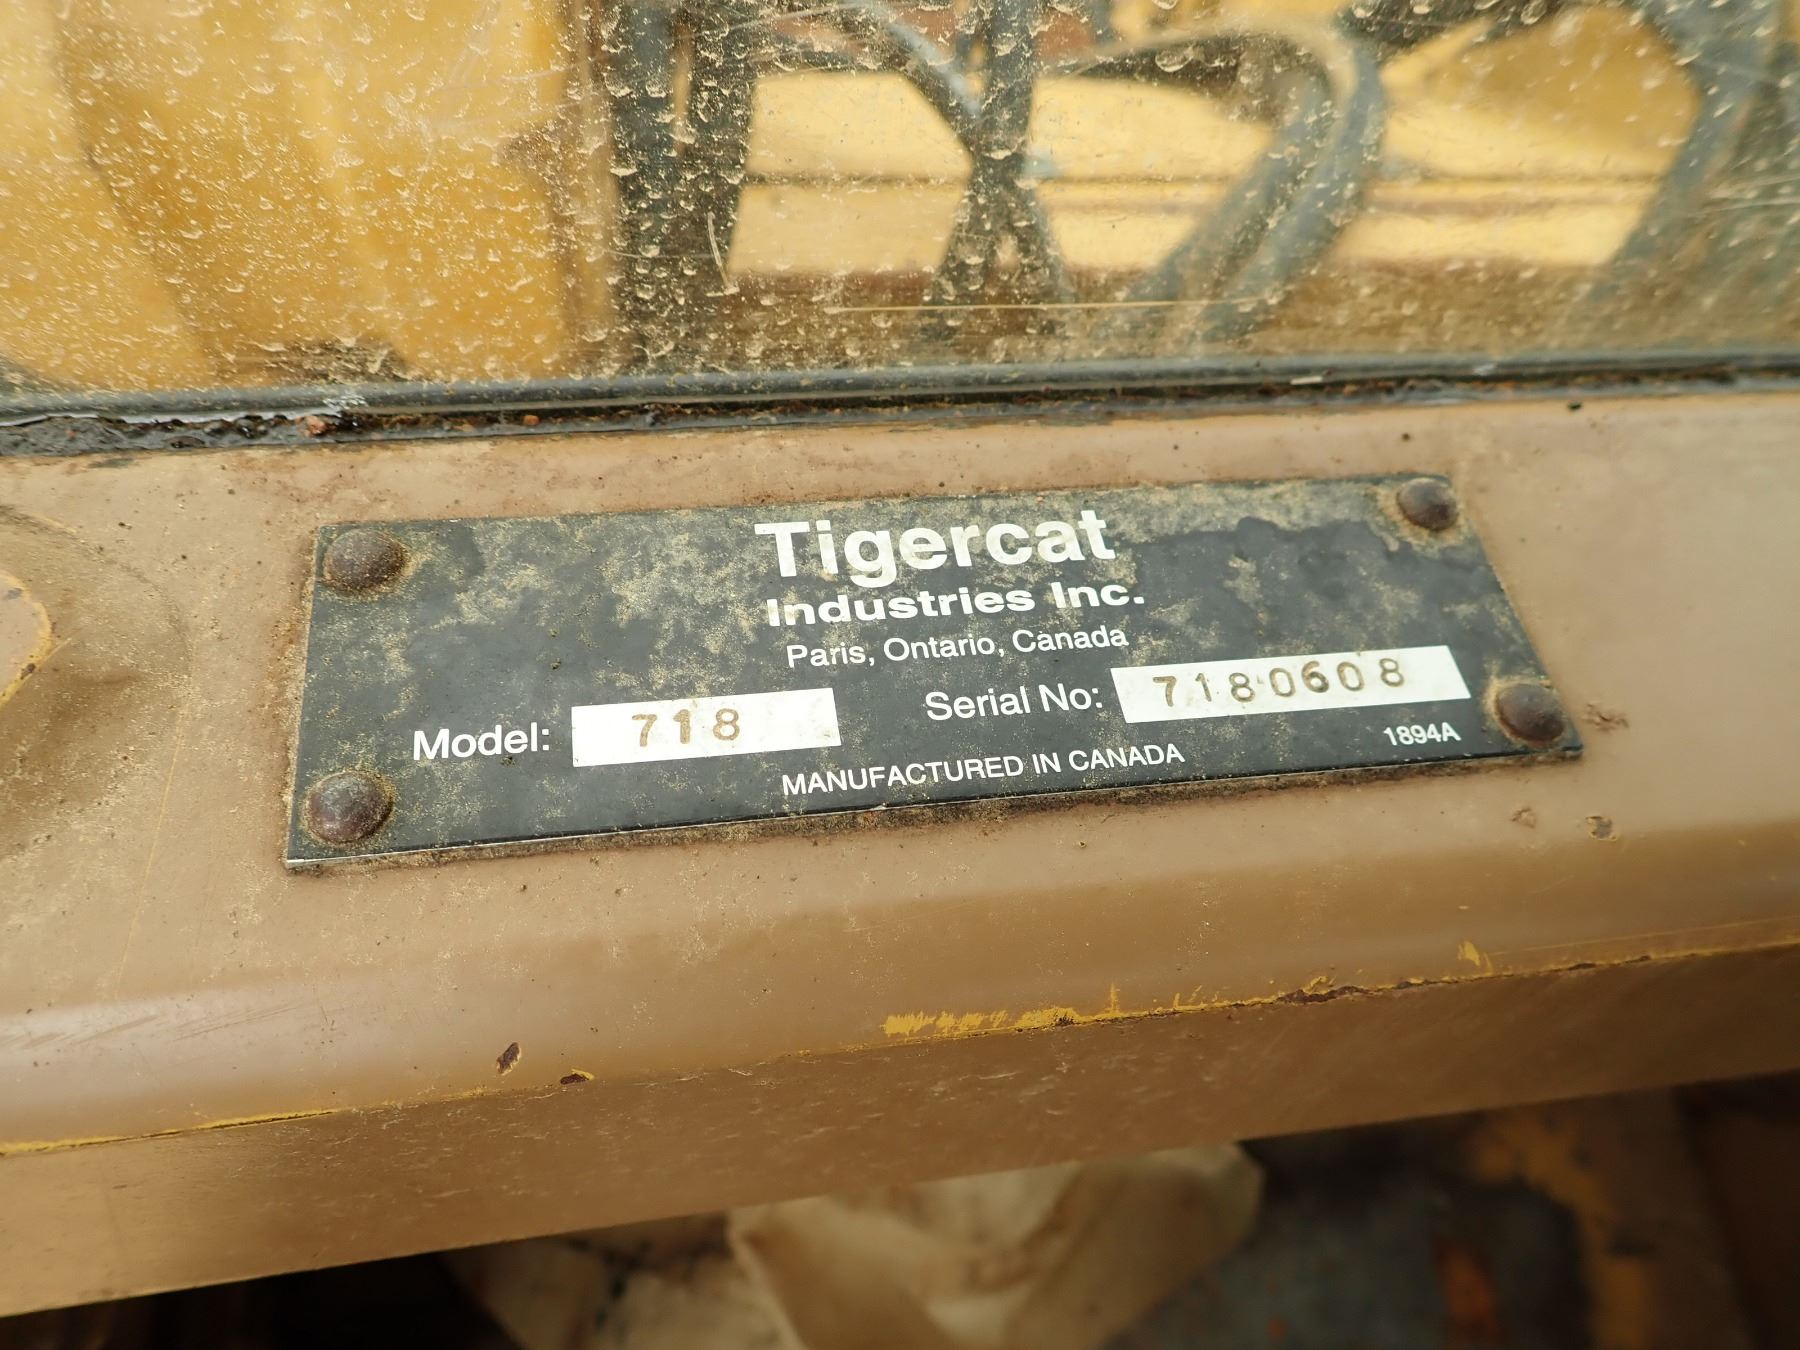 Tigercat
Industries Inc.
Paris, Ontario, Canada
Model: 718 Serial No: 7180608
MANUFACTURED IN CANADA 1894A